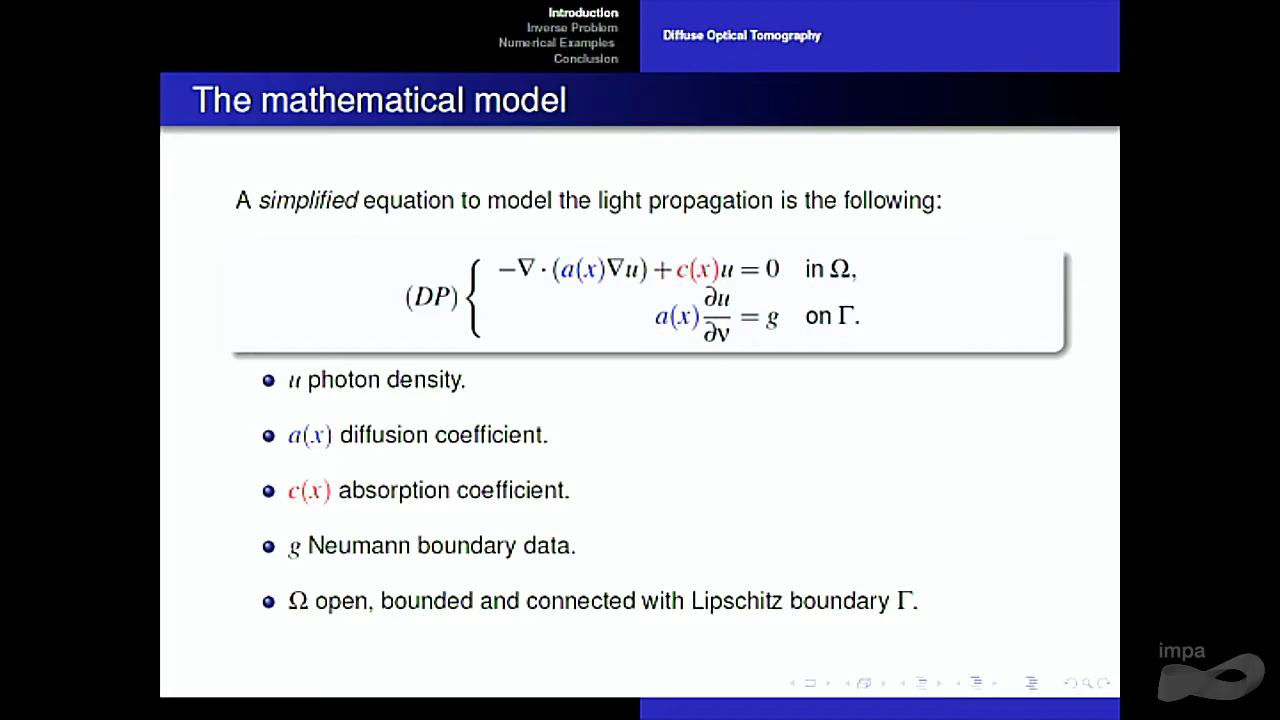 Introduction
Inverse Problem
Numerical Examples
Conclusion
Diffuse Optical Tomography
The mathematical model
A simplified equation to model the light propagation is the following:
(DP) { −∇ · (a(x)∇u) + c(x)u = 0 in Ω,
a(x) ∂u/∂ν = g on Γ.
u photon density.
a(x) diffusion coefficient.
c(x) absorption coefficient.
g Neumann boundary data.
Ω open, bounded and connected with Lipschitz boundary Γ.
impa